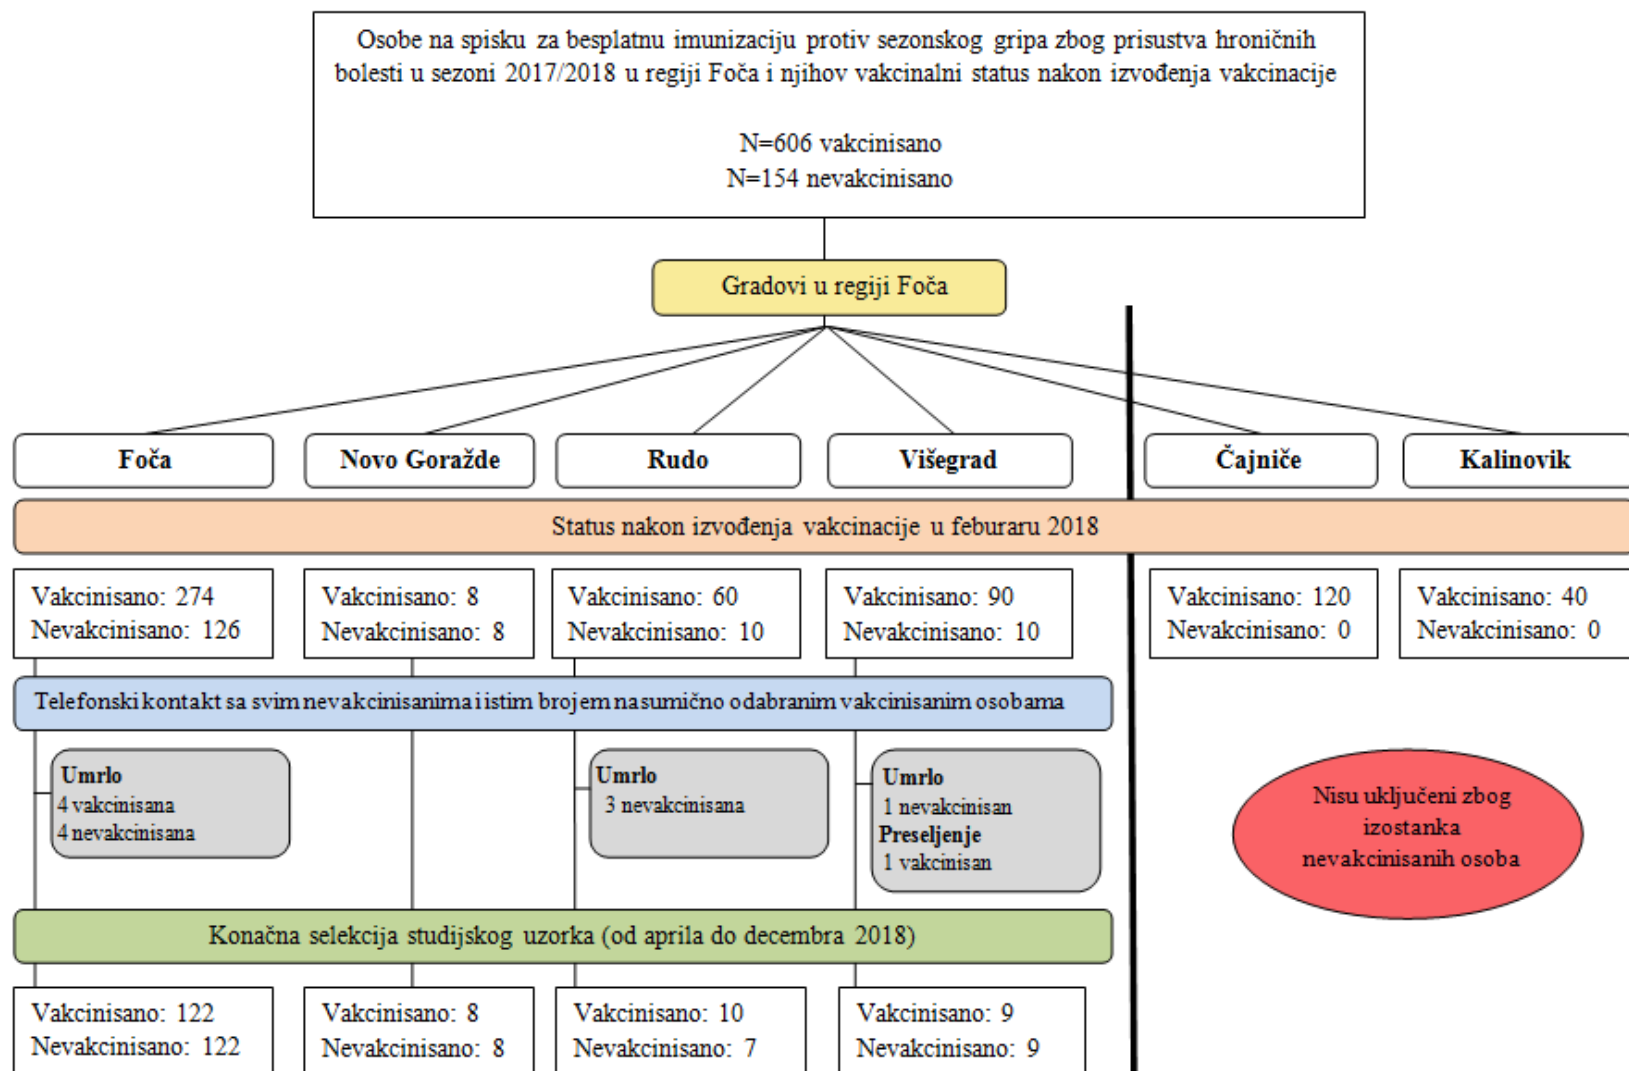 Osobe na spisku za besplatnu imunizaciju protiv sezonskog gripa zbog prisustva hroničnih
bolesti u sezoni 2017/2018 u regiji Foča i njihov vakcinalni status nakon izvođenja vakcinacije
N=606 vakcinisano
N=154 nevakcinisano
Gradovi u regiji Foča
Foča
Novo Goražde
Rudo
Višegrad
Čajniče
Kalinovik
Status nakon izvođenja vakcinacije u feburaru 2018
Vakcinisano: 274
Nevakcinisano: 126
Vakcinisano: 8
Nevakcinisano: 8
Vakcinisano: 60
Nevakcinisano: 10
Vakcinisano: 90
Nevakcinisano: 10
Vakcinisano: 120
Nevakcinisano: 0
Vakcinisano: 40
Nevakcinisano: 0
Telefonski kontakt sa svim nevakcinisanima i istim brojem nasumično odabranim vakcinisanim osobama
Umrlo
4 vakcinisana
4 nevakcinisana
Umrlo
3 nevakcinisana
Umrlo
1 nevakcinisan
Preseljenje
1 vakcinisan
Nisu uključeni zbog
izostanka
nevakcinisanih osoba
Konačna selekcija studijskog uzorka (od aprila do decembra 2018)
Vakcinisano: 122
Nevakcinisano: 122
Vakcinisano: 8
Nevakcinisano: 8
Vakcinisano: 10
Nevakcinisano: 7
Vakcinisano: 9
Nevakcinisano: 9